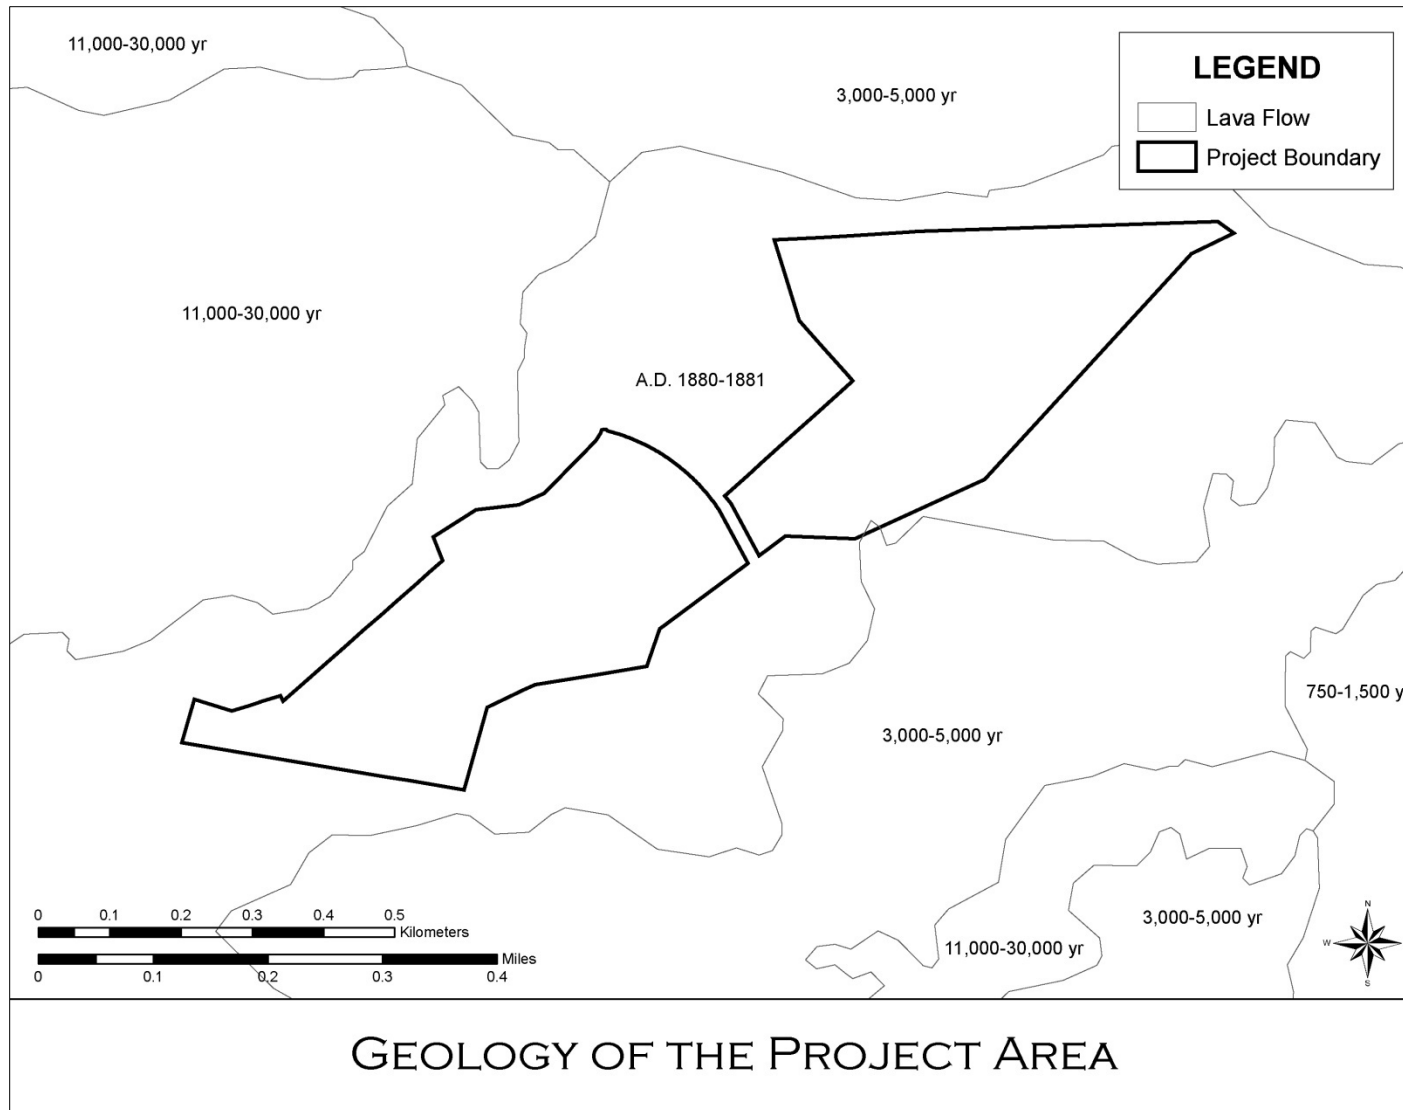 11,000-30,000 yr
3,000-5,000 yr
LEGEND
Lava Flow
Project Boundary
11,000-30,000 yr
A.D. 1880-1881
750-1,500 y
3,000-5,000 yr
3,000-5,000 yr
11,000-30,000 yr
0 0.1 0.2 0.3 0.4 0.5
Kilometers
Miles
0 0.1 0.2 0.3 0.4
N
W
S
GEOLOGY OF THE PROJECT AREA